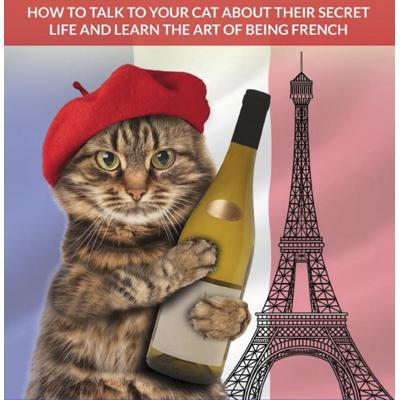 HOW TO TALK TO YOUR CAT ABOUT THEIR SECRET
LIFE AND LEARN THE ART OF BEING FRENCH